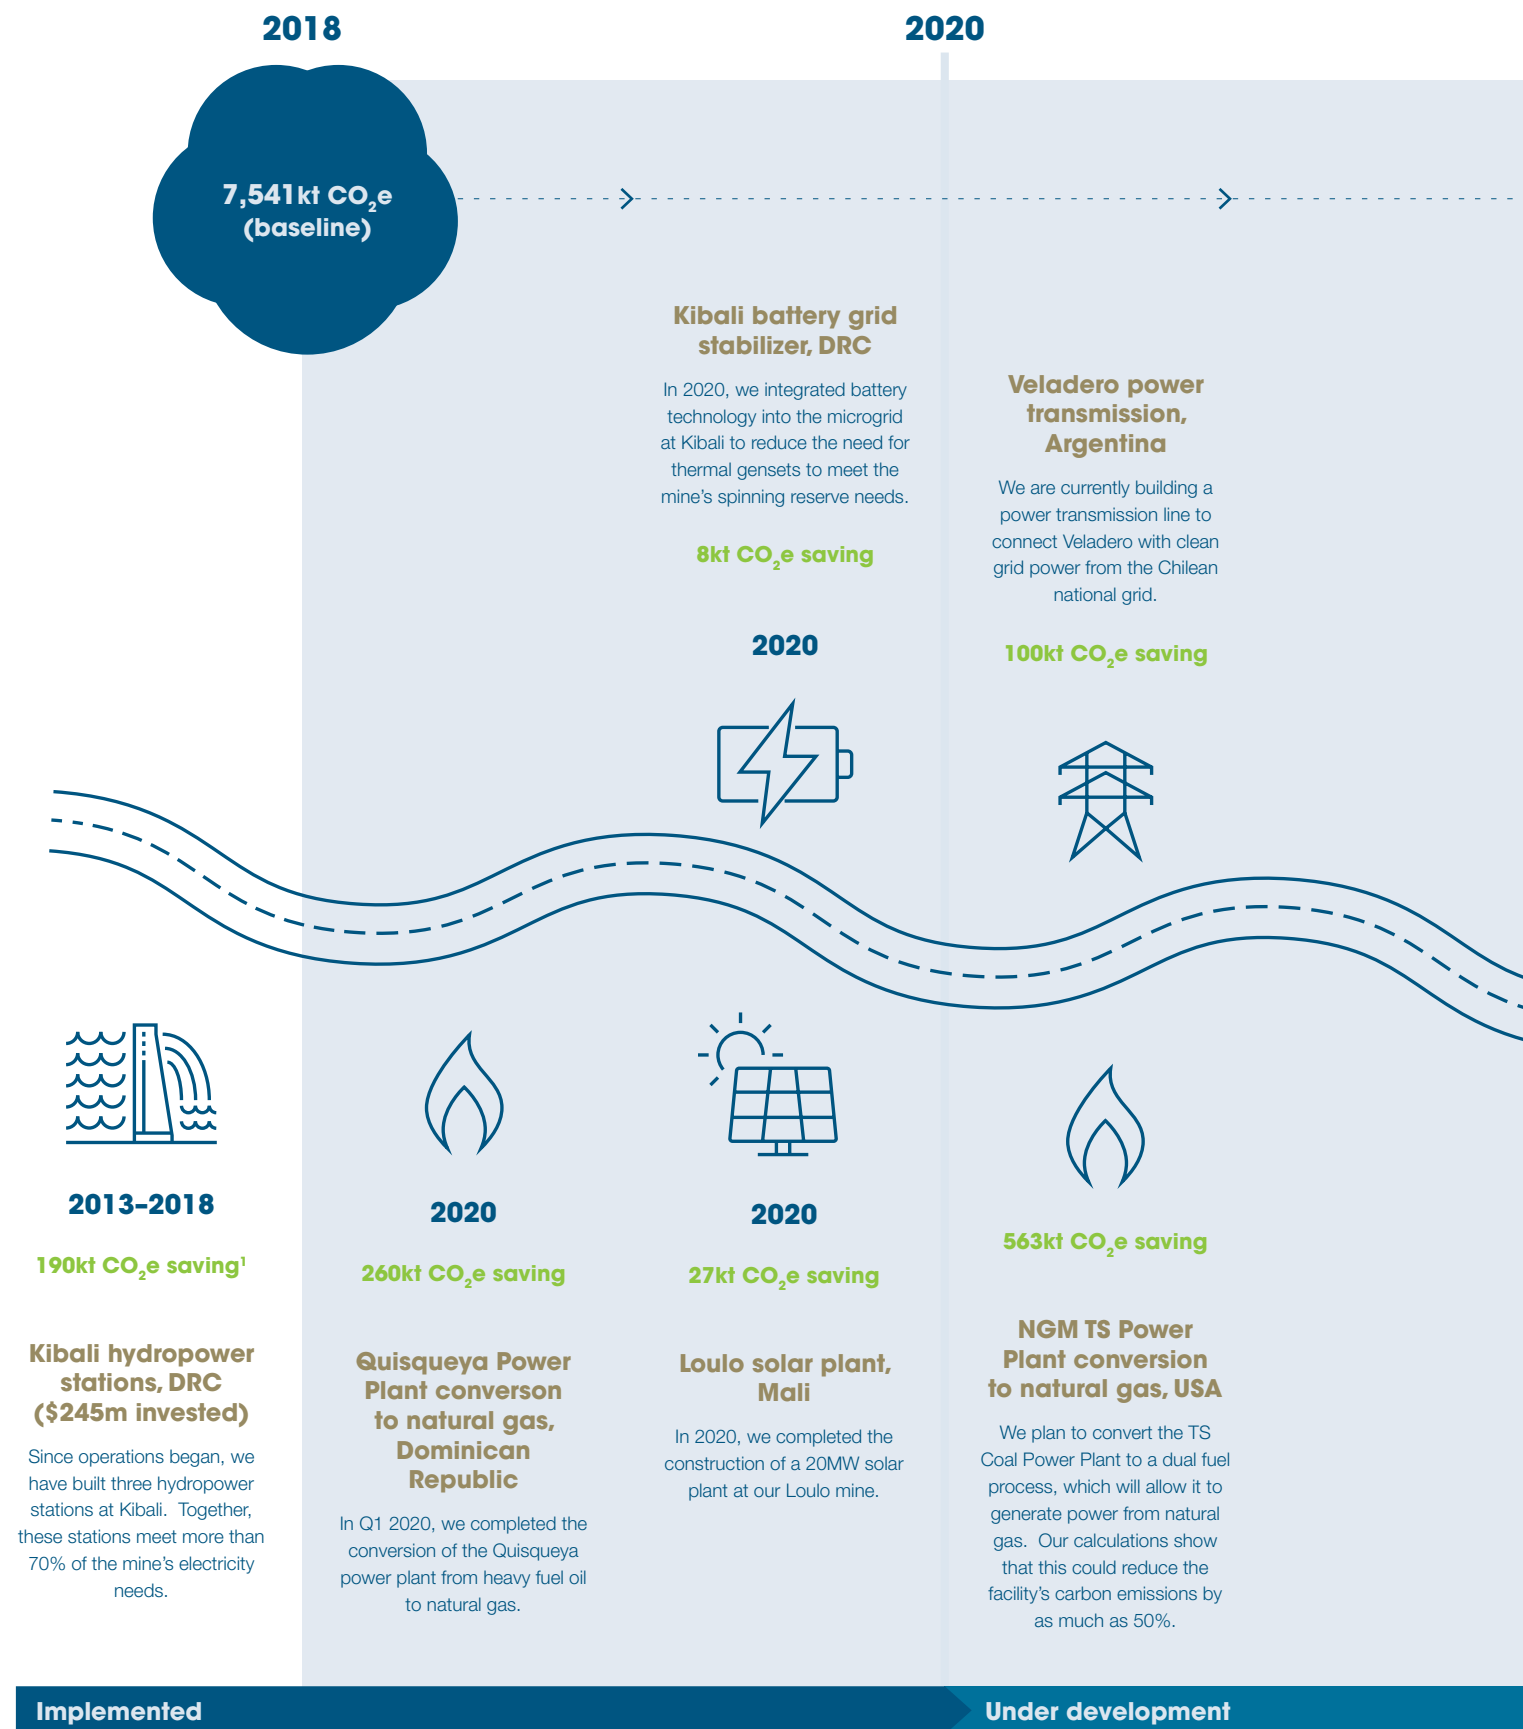 2018
2020
7,541kt CO₂e
(baseline)
Kibali battery grid
stabilizer, DRC
In 2020, we integrated battery
technology into the microgrid
at Kibali to reduce the need for
thermal gensets to meet the
mine's spinning reserve needs.
8kt CO₂e saving
2020
Veladero power
transmission,
Argentina
We are currently building a
power transmission line to
connect Veladero with clean
grid power from the Chilean
national grid.
100kt CO₂e saving
2013–2018
190kt CO₂e saving¹
Kibali hydropower
stations, DRC
($245m invested)
Since operations began, we
have built three hydropower
stations at Kibali. Together,
these stations meet more than
70% of the mine's electricity
needs.
2020
260kt CO₂e saving
Quisqueya Power
Plant converson
to natural gas,
Dominican
Republic
In Q1 2020, we completed the
conversion of the Quisqueya
power plant from heavy fuel oil
to natural gas.
2020
27kt CO₂e saving
Loulo solar plant,
Mali
In 2020, we completed the
construction of a 20MW solar
plant at our Loulo mine.
563kt CO₂e saving
NGM TS Power
Plant conversion
to natural gas, USA
We plan to convert the TS
Coal Power Plant to a dual fuel
process, which will allow it to
generate power from natural
gas. Our calculations show
that this could reduce the
facility's carbon emissions by
as much as 50%.
Implemented
Under development